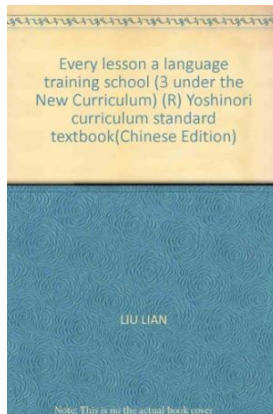 Every lesson a language
training school (3 under the
New Curriculum) (R) Yoshinori
curriculum standard
textbook(Chinese Edition)
LIU LIAN
Note: This is no the actual book cover